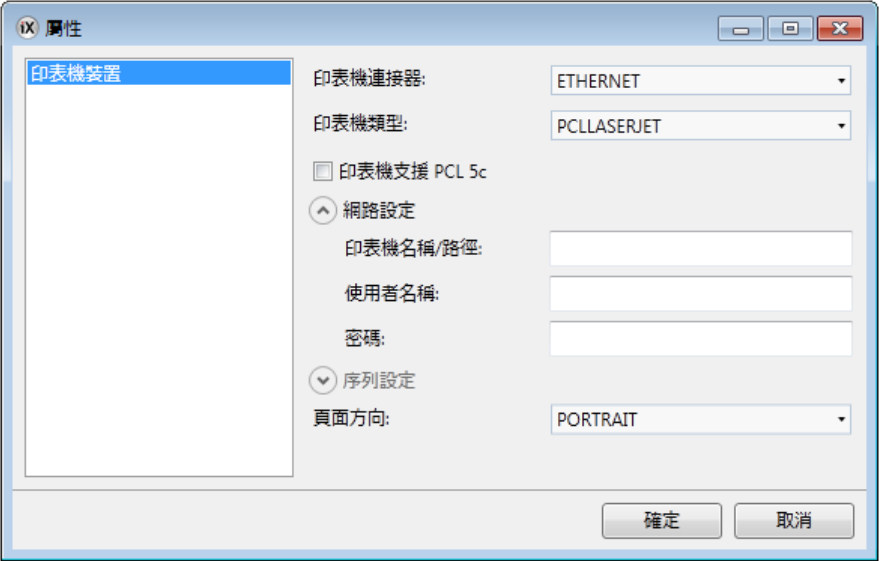 iX 屬性
印表機裝置
印表機連接器: ETHERNET
印表機類型: PCLLASERJET
印表機支援 PCL 5c
網路設定
印表機名稱/路徑:
使用者名稱:
密碼:
序列設定
頁面方向: PORTRAIT
確定 取消